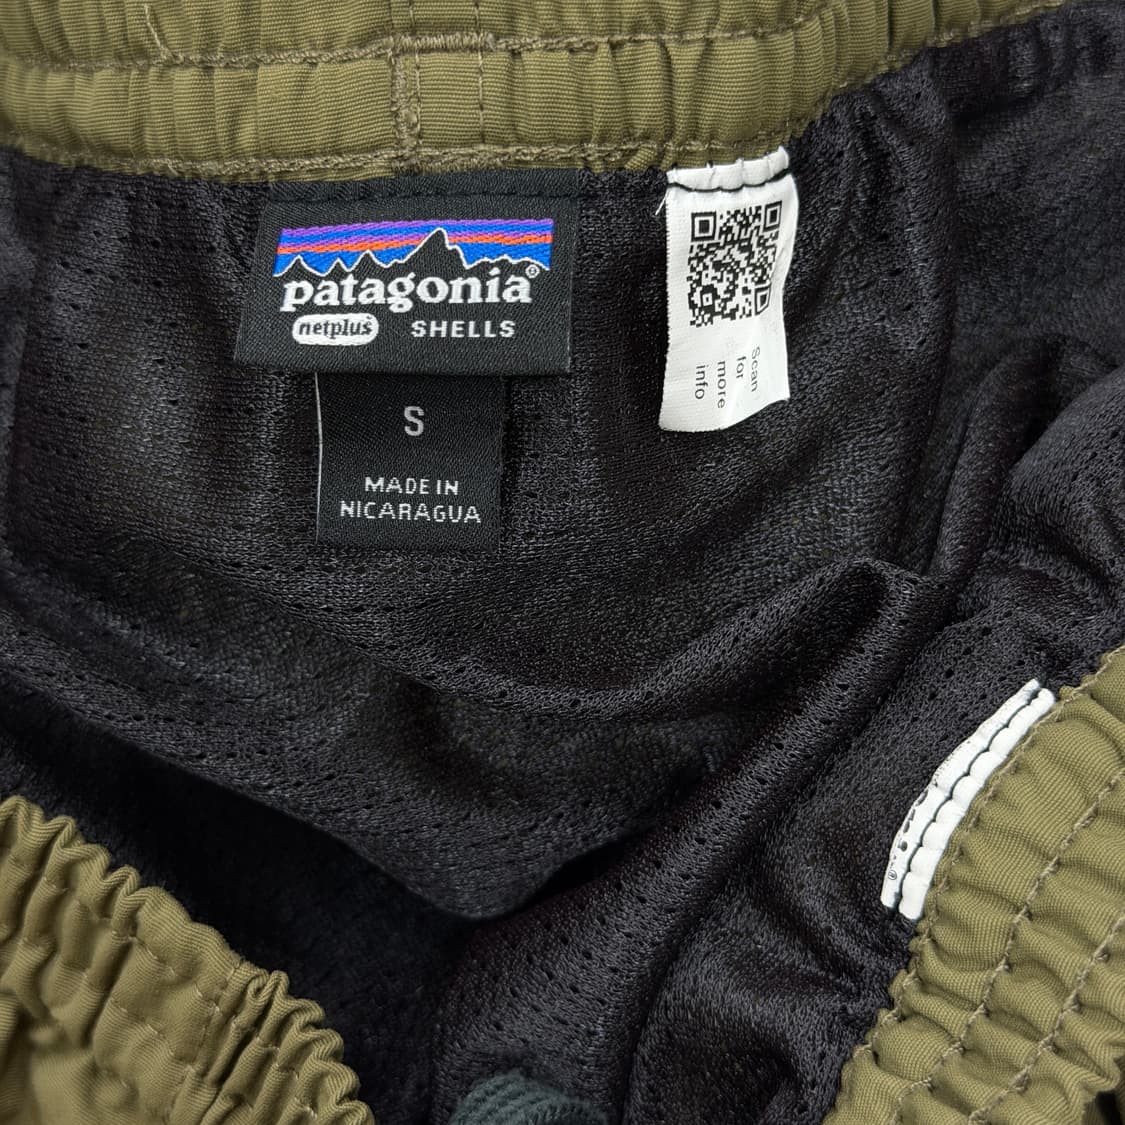 patagonia®
netplus® SHELLS
S
MADE IN
NICARAGUA
scan
for
more
info